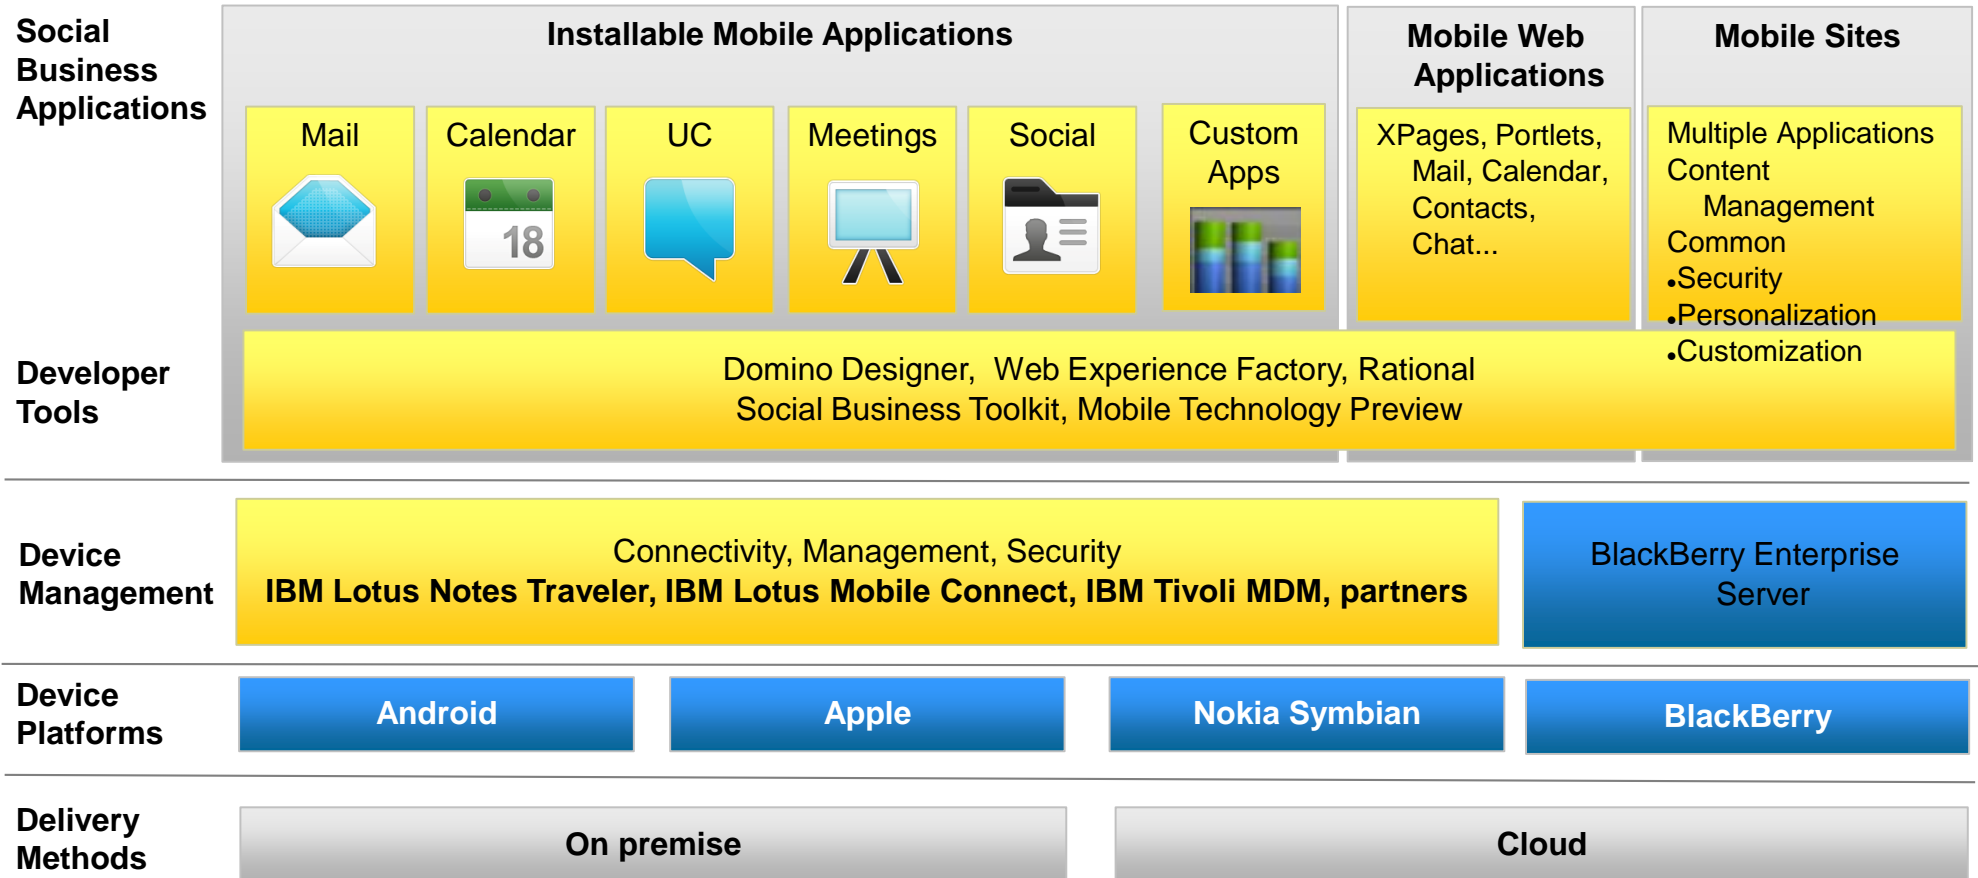 Social
Business
Applications
Installable Mobile Applications
Mobile Web
Applications
Mobile Sites
Mail
Calendar
18
UC
Meetings
Social
Custom
Apps
XPages, Portlets,
Mail, Calendar,
Contacts,
Chat...
Multiple Applications
Content
Management
Common
•Security
•Personalization
•Customization
Developer
Tools
Domino Designer,  Web Experience Factory, Rational
Social Business Toolkit, Mobile Technology Preview
Device
Management
Connectivity, Management, Security
IBM Lotus Notes Traveler, IBM Lotus Mobile Connect, IBM Tivoli MDM, partners
BlackBerry Enterprise
Server
Device
Platforms
Android
Apple
Nokia Symbian
BlackBerry
Delivery
Methods
On premise
Cloud